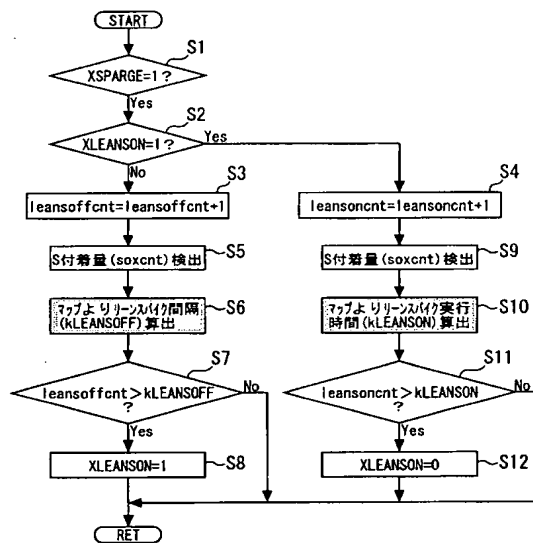 START
S1
XSPARGE=1?
Yes
S2
XLEANSON=1?
Yes
No
S3
leansoffcnt=leansoffcnt+1
S4
leansoncnt=leansoncnt+1
S5
S付着量(soxcnt)検出
S9
S付着量(soxcnt)検出
S6
マップよりリーンスパイク間隔
(kLEANSOFF)算出
S10
マップよりリーンスパイク実行
時間(kLEANSON)算出
S7
leansoffcnt>kLEANSOFF
?
No
Yes
S11
leansoncnt>kLEANSON
?
No
Yes
S8
XLEANSON=1
S12
XLEANSON=0
RET